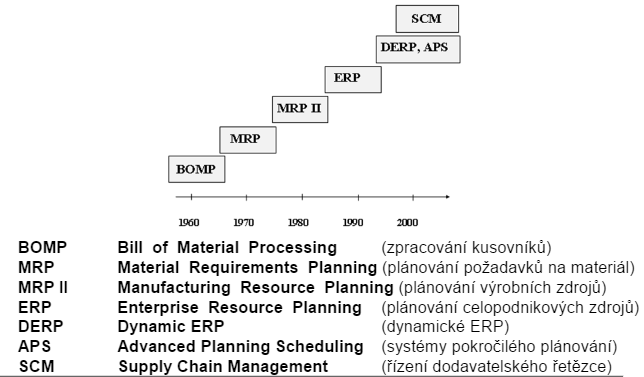 SCM
DERP, APS
ERP
MRP II
MRP
BOMP
1960 1970 1980 1990 2000
BOMP Bill of Material Processing (zpracování kusovníků)
MRP Material Requirements Planning (plánování požadavků na materiál)
MRP II Manufacturing Resource Planning (plánování výrobních zdrojů)
ERP Enterprise Resource Planning (plánování celopodnikových zdrojů)
DERP Dynamic ERP (dynamické ERP)
APS Advanced Planning Scheduling (systémy pokročilého plánování)
SCM Supply Chain Management (řízení dodavatelského řetězce)